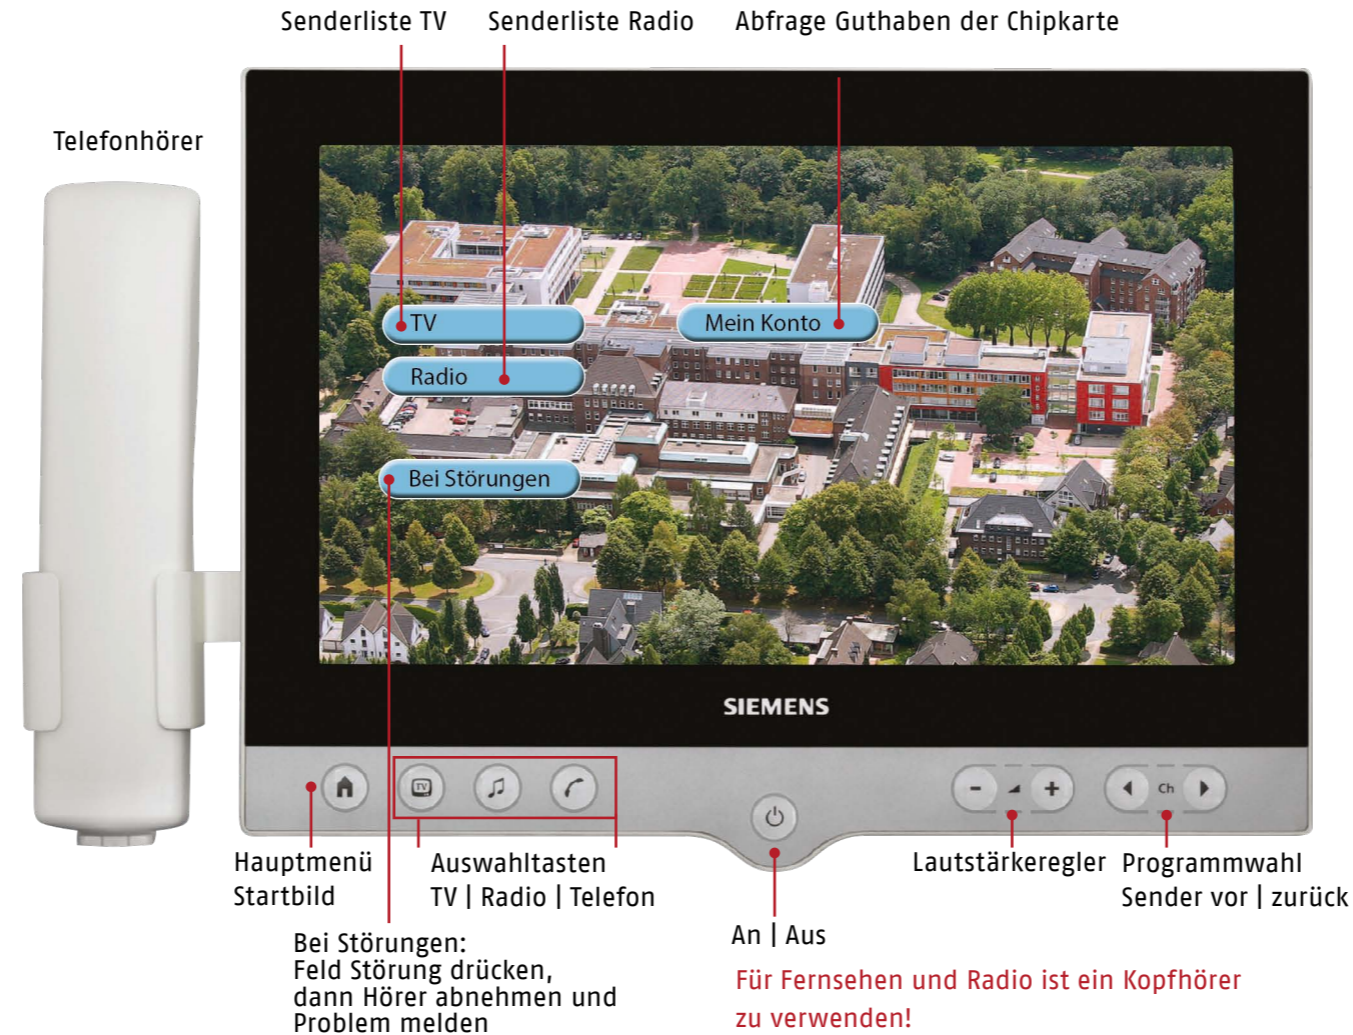 Senderliste TV
Senderliste Radio
Abfrage Guthaben der Chipkarte
Telefonhörer
TV
Mein Konto
Radio
Bei Störungen
SIEMENS
TV
- +
Ch
Hauptmenü
Startbild
Auswahltasten
TV | Radio | Telefon
Lautstärkeregler
Programmwahl
Sender vor | zurück
Bei Störungen:
Feld Störung drücken,
dann Hörer abnehmen und
Problem melden
An | Aus
Für Fernsehen und Radio ist ein Kopfhörer
zu verwenden!